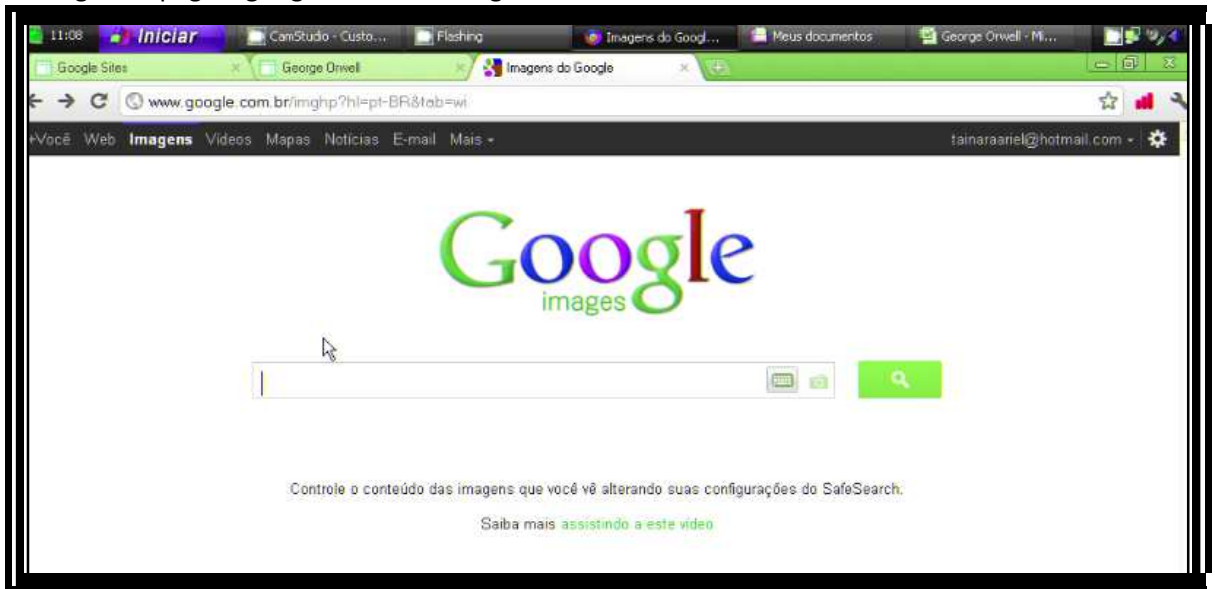 11:08 Iniciar CamStudio - Custo... Flashing Imagens do Googl... Meus documentos George Orwell - Mi...
Google Sites George Orwell Imagens do Google
www.google.com.br/imghp?hl=pt-BR&tab=wi
+Você Web Imagens Vídeos Mapas Notícias E-mail Mais tainaraariel@hotmail.com
Google
images
Controle o conteúdo das imagens que você vê alterando suas configurações do SafeSearch.
Saiba mais assistindo a este vídeo